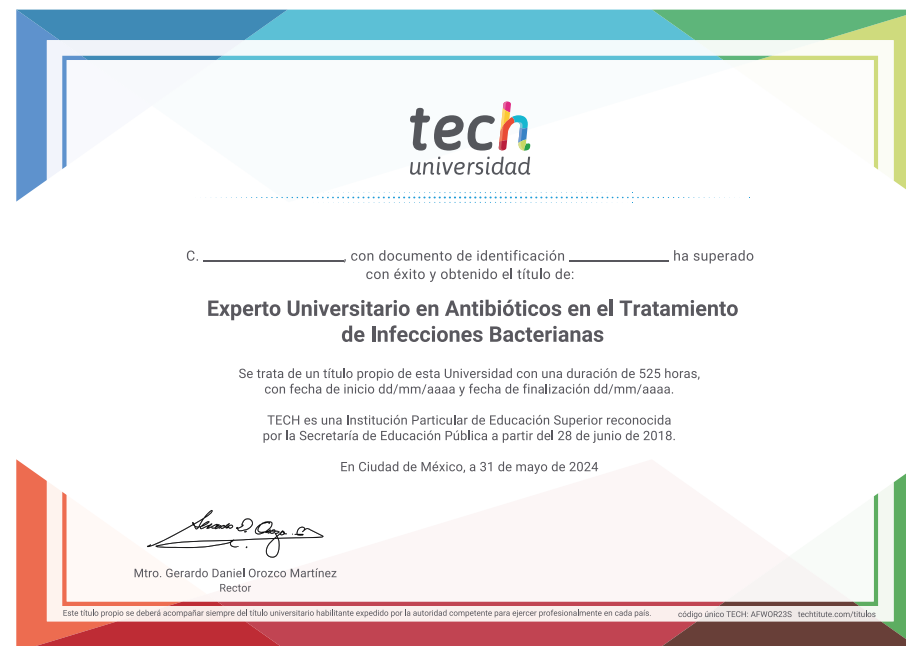 tech
universidad
C. ____________, con documento de identificación ____________ ha superado
con éxito y obtenido el título de:
Experto Universitario en Antibióticos en el Tratamiento
de Infecciones Bacterianas
Se trata de un título propio de esta Universidad con una duración de 525 horas,
con fecha de inicio dd/mm/aaaa y fecha de finalización dd/mm/aaaa.
TECH es una Institución Particular de Educación Superior reconocida
por la Secretaría de Educación Pública a partir del 28 de junio de 2018.
En Ciudad de México, a 31 de mayo de 2024
Mtro. Gerardo Daniel Orozco Martínez
Rector
Este título propio se deberá acompañar siempre del título universitario habilitante expedido por la autoridad competente para ejercer profesionalmente en cada país. código único TECH: AFWOR23S techtitute.com/titulos